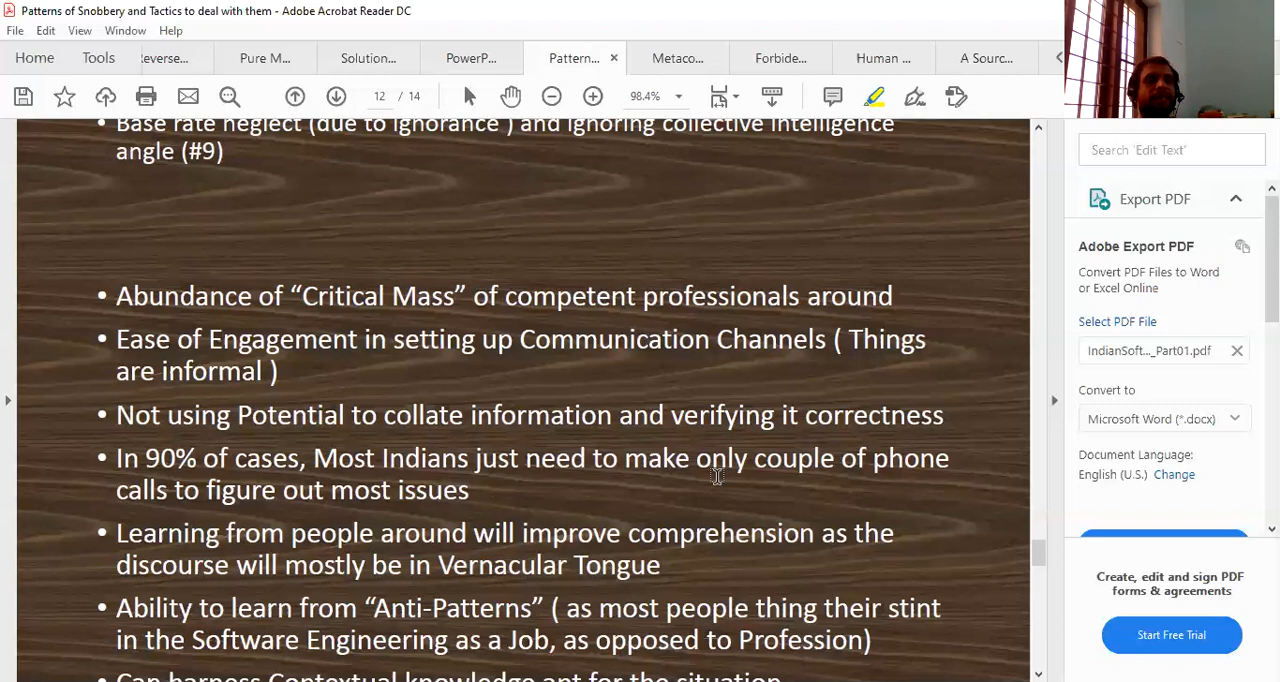 Patterns of Snobbery and Tactics to deal with them - Adobe Acrobat Reader DC
File Edit View Window Help
Home Tools everse... Pure M... Solution... PowerP... Pattern... × Metaco... Forbide... Human ... A Sourc...
12 / 14 98.4%
Base rate neglect (due to ignorance ) and ignoring collective intelligence
angle (#9)
• Abundance of “Critical Mass” of competent professionals around
• Ease of Engagement in setting up Communication Channels ( Things
are informal )
• Not using Potential to collate information and verifying it correctness
• In 90% of cases, Most Indians just need to make only couple of phone
calls to figure out most issues
• Learning from people around will improve comprehension as the
discourse will mostly be in Vernacular Tongue
• Ability to learn from “Anti-Patterns” ( as most people thing their stint
in the Software Engineering as a Job, as opposed to Profession)
Can harness Contextual knowledge apt for the situation
Search 'Edit Text'
Export PDF
Adobe Export PDF
Convert PDF Files to Word
or Excel Online
Select PDF File
IndianSoft..._Part01.pdf
Convert to
Microsoft Word (*.docx)
Document Language:
English (U.S.) Change
Create, edit and sign PDF
forms & agreements
Start Free Trial